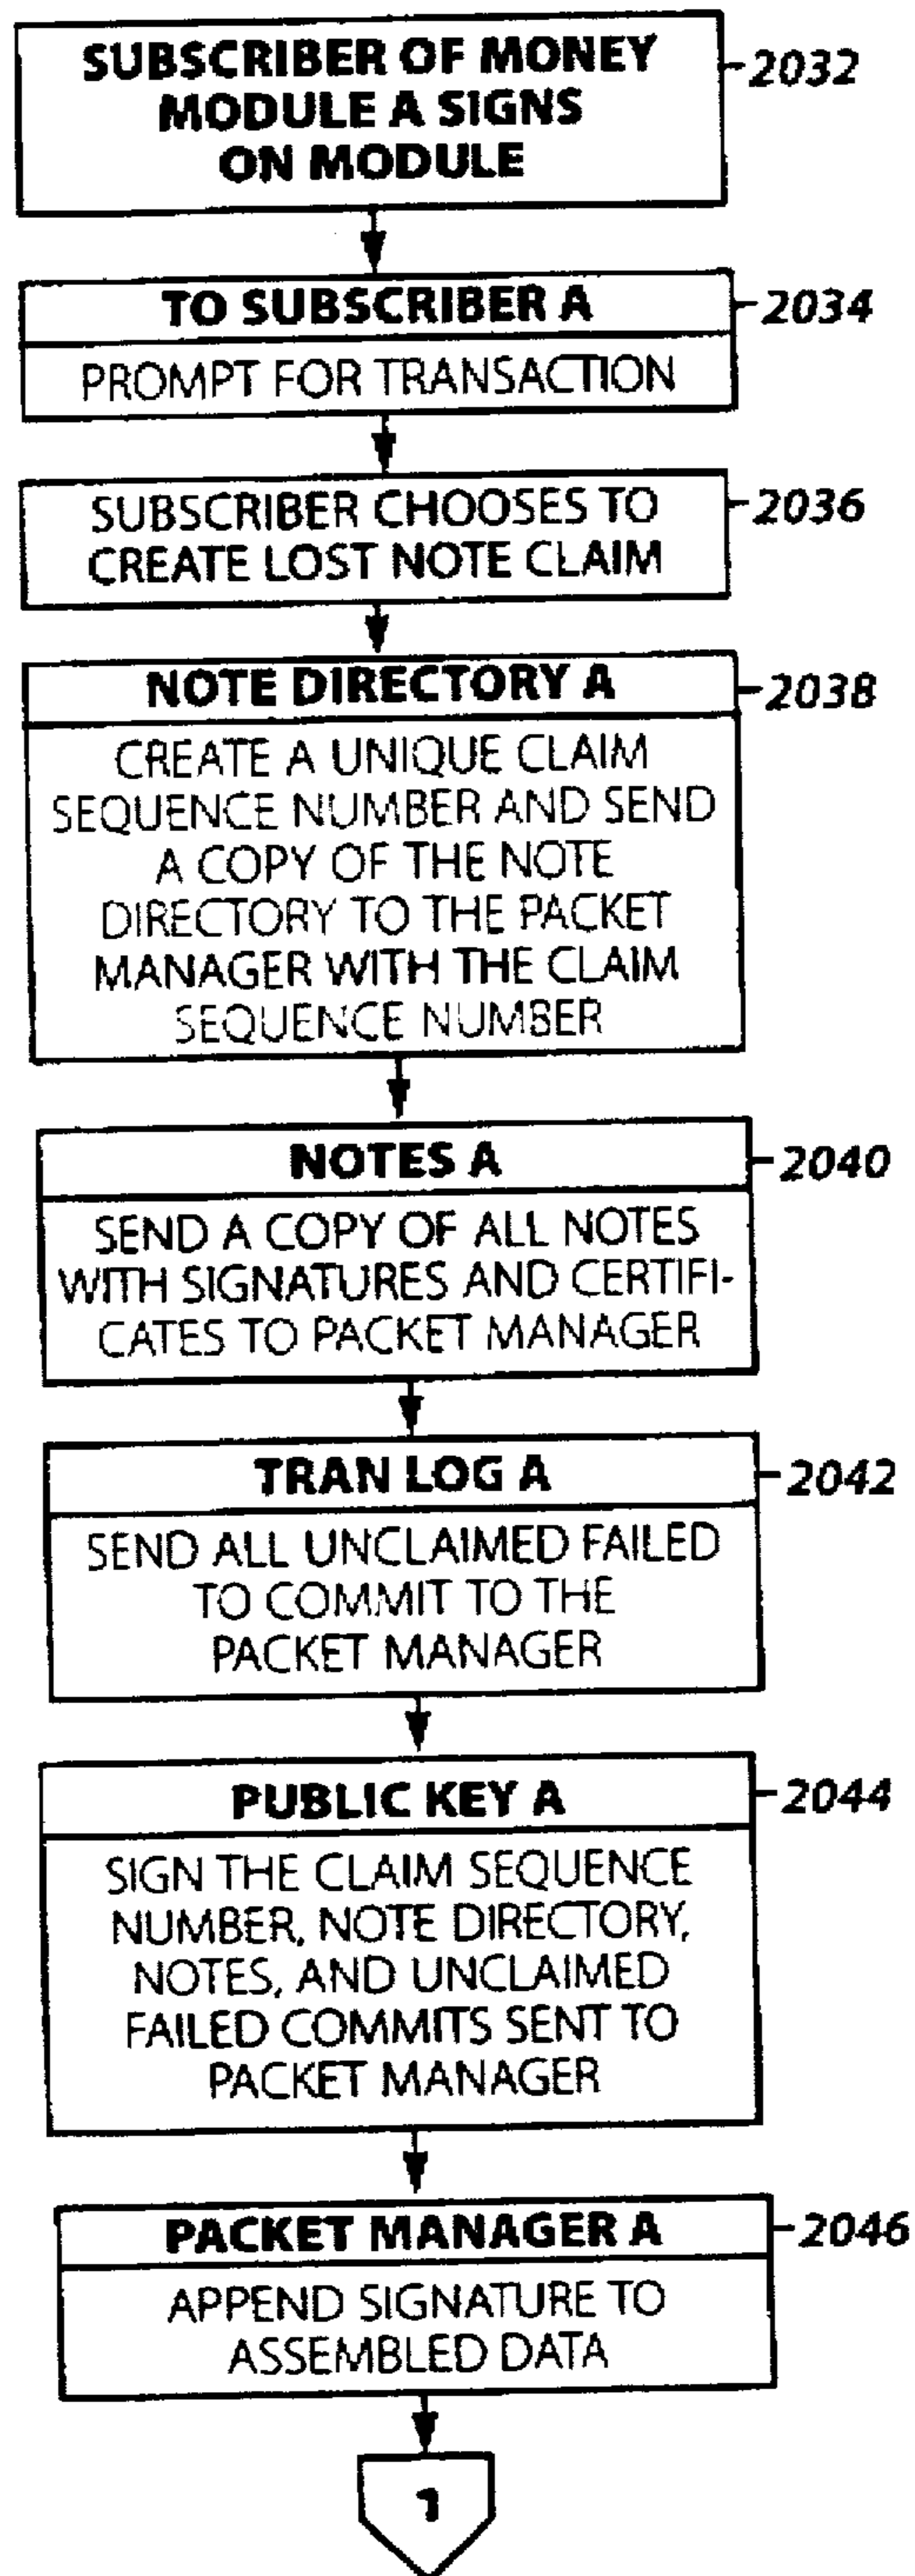 SUBSCRIBER OF MONEY
MODULE A SIGNS
ON MODULE
2032
TO SUBSCRIBER A
2034
PROMPT FOR TRANSACTION
SUBSCRIBER CHOOSES TO
CREATE LOST NOTE CLAIM
2036
NOTE DIRECTORY A
2038
CREATE A UNIQUE CLAIM
SEQUENCE NUMBER AND SEND
A COPY OF THE NOTE
DIRECTORY TO THE PACKET
MANAGER WITH THE CLAIM
SEQUENCE NUMBER
NOTES A
2040
SEND A COPY OF ALL NOTES
WITH SIGNATURES AND CERTIFI-
CATES TO PACKET MANAGER
TRAN LOG A
2042
SEND ALL UNCLAIMED FAILED
TO COMMIT TO THE
PACKET MANAGER
PUBLIC KEY A
2044
SIGN THE CLAIM SEQUENCE
NUMBER, NOTE DIRECTORY,
NOTES, AND UNCLAIMED
FAILED COMMITS SENT TO
PACKET MANAGER
PACKET MANAGER A
2046
APPEND SIGNATURE TO
ASSEMBLED DATA
1